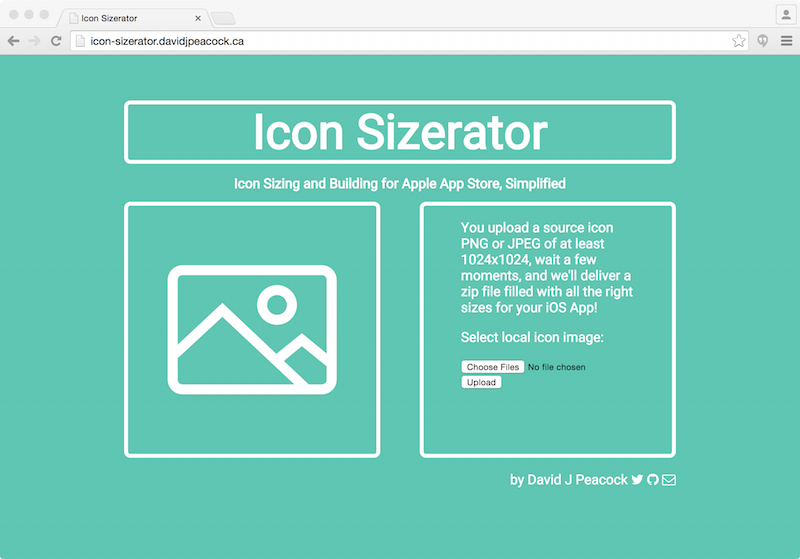 Icon Sizerator
icon-sizerator.davidjpeacock.ca
Icon Sizerator
Icon Sizing and Building for Apple App Store, Simplified
You upload a source icon
PNG or JPEG of at least
1024x1024, wait a few
moments, and we'll deliver a
zip file filled with all the right
sizes for your iOS App!
Select local icon image:
Choose Files No file chosen
Upload
by David J Peacock